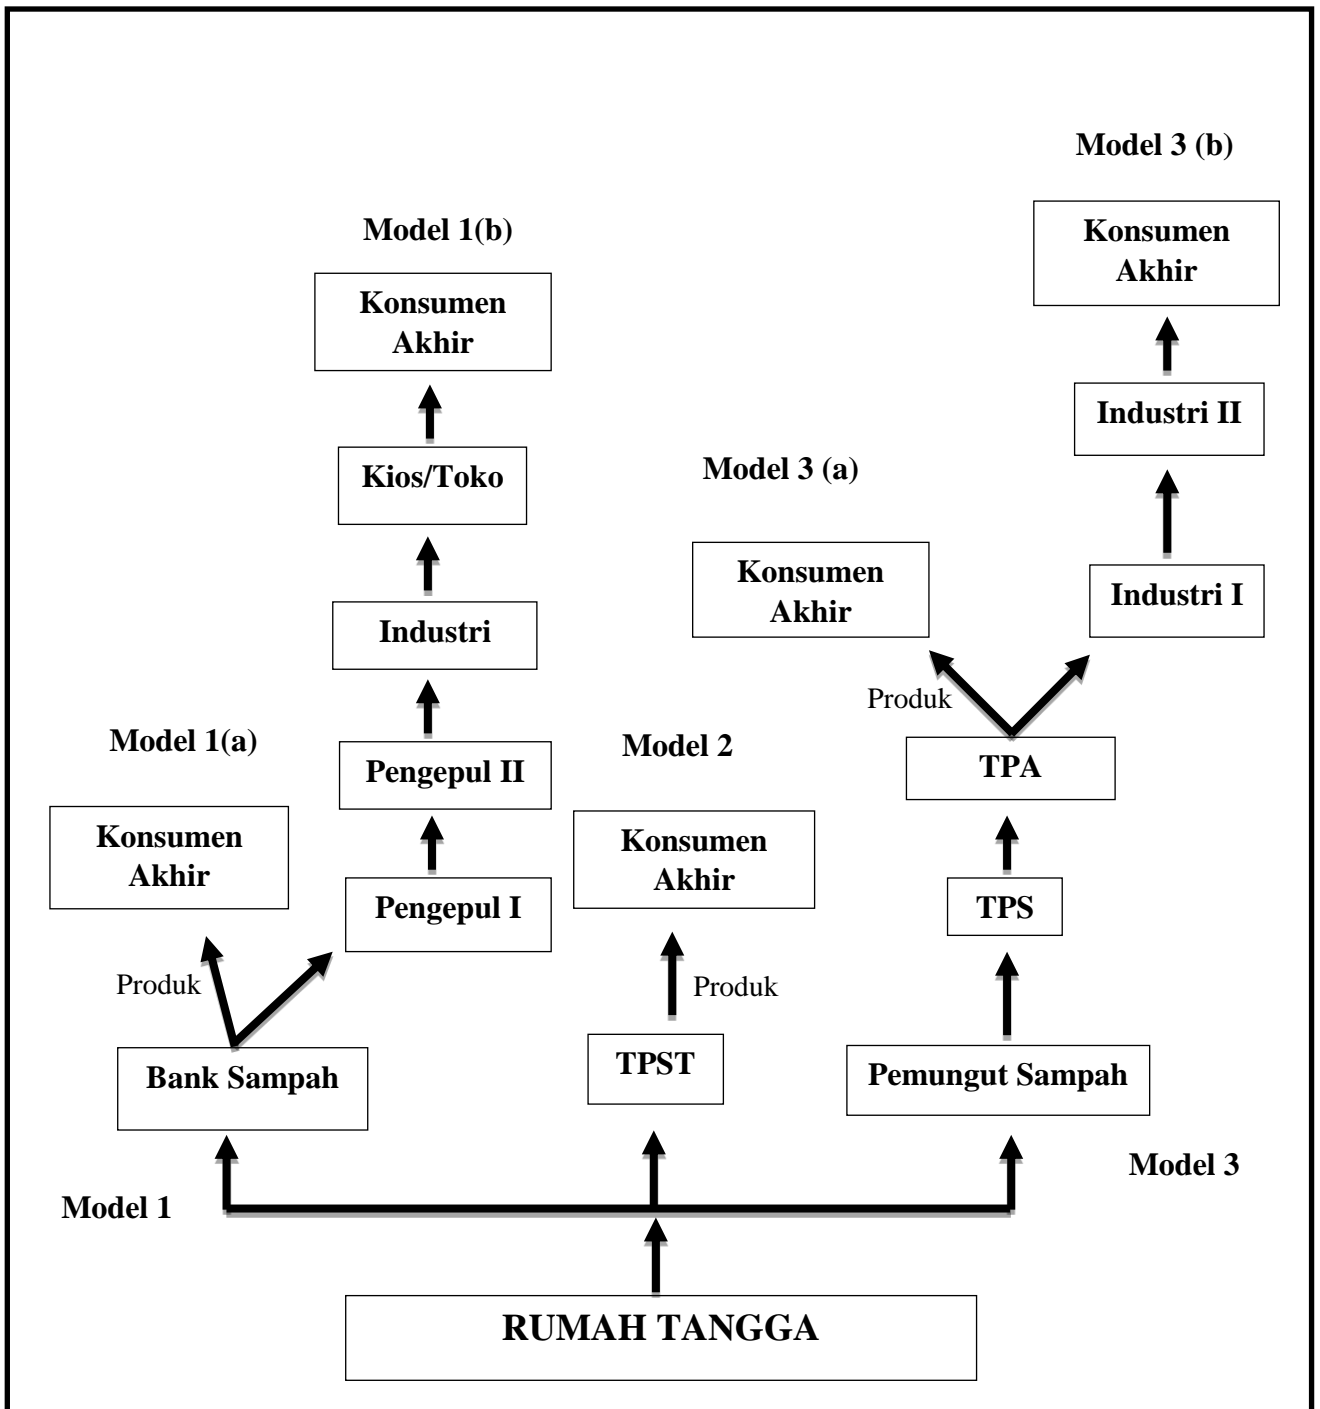 Model 3 (b)
Konsumen
Akhir
Model 1(b)
Konsumen
Akhir
Industri II
Kios/Toko
Model 3 (a)
Konsumen
Akhir
Industri I
Industri
Produk
Model 1(a)
Model 2
Pengepul II
TPA
Konsumen
Akhir
Konsumen
Akhir
Pengepul I
TPS
Produk
Produk
Bank Sampah
TPST
Pemungut Sampah
Model 3
Model 1
RUMAH TANGGA